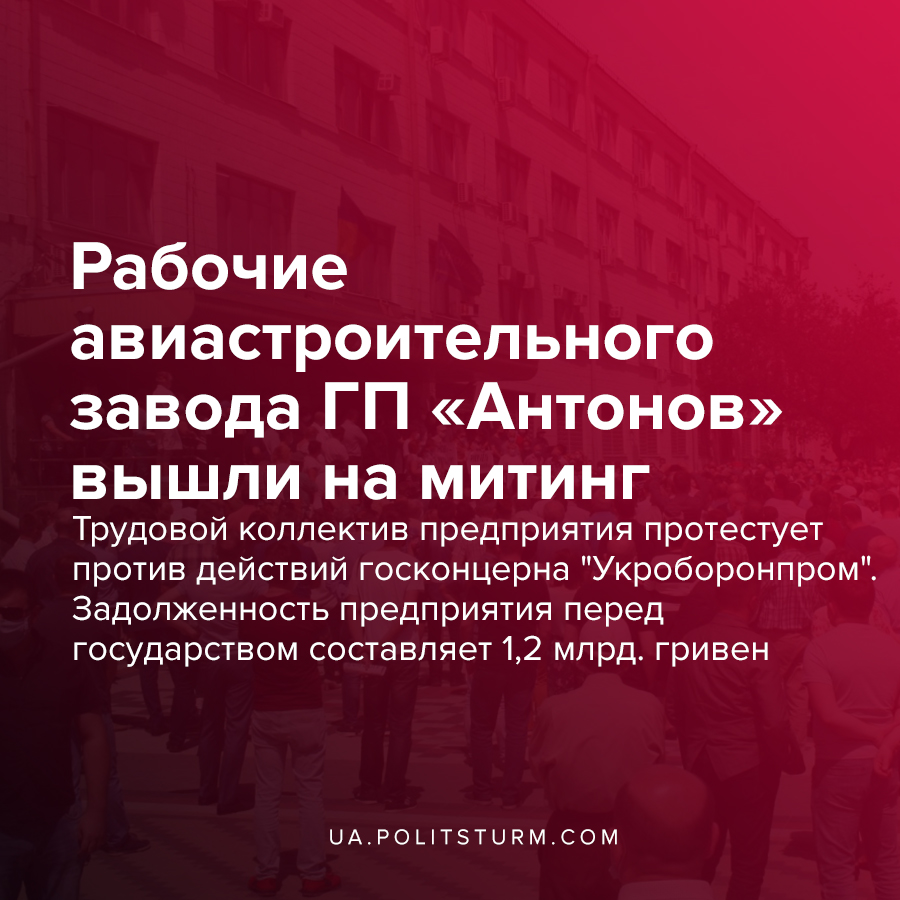 Рабочие
авиастроительного
завода ГП «Антонов»
вышли на митинг
Трудовой коллектив предприятия протестует
против действий госконцерна "Укроборонпром".
Задолженность предприятия перед
государством составляет 1,2 млрд. гривен
UA.POLITSTURM.COM